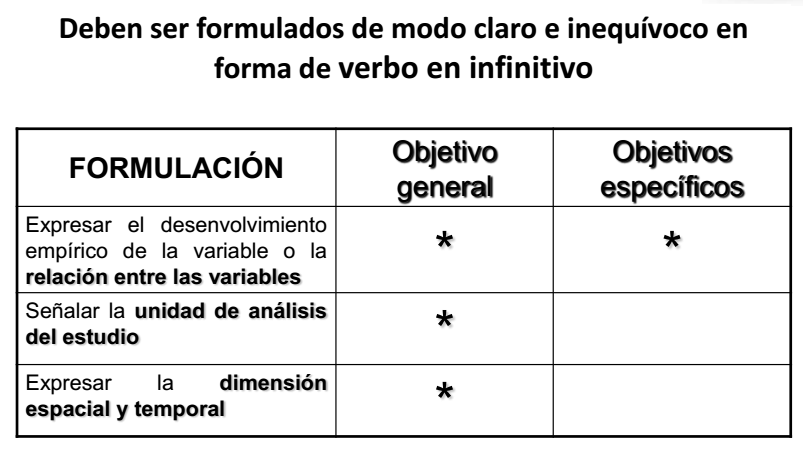 Deben ser formulados de modo claro e inequívoco en
forma de verbo en infinitivo
FORMULACIÓN
Objetivo
general
Objetivos
específicos
Expresar el desenvolvimiento
empírico de la variable o la
relación entre las variables
*
*
Señalar la unidad de análisis
del estudio
*
Expresar la dimensión
espacial y temporal
*